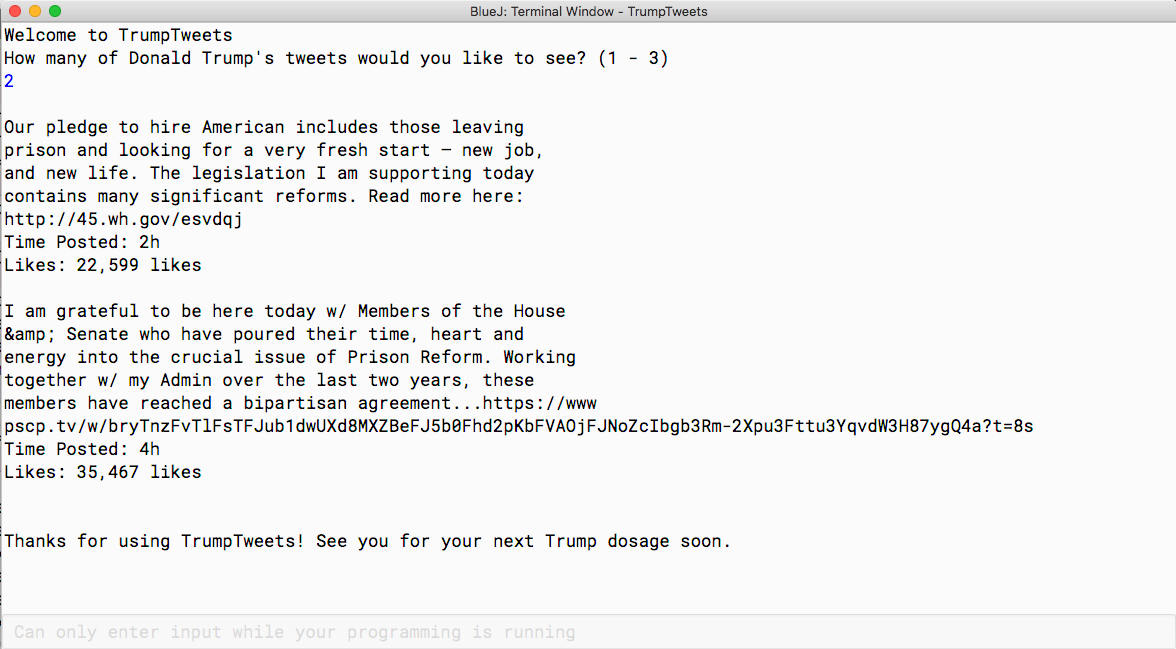 BlueJ: Terminal Window - TrumpTweets
Welcome to TrumpTweets
How many of Donald Trump's tweets would you like to see? (1 - 3)
2
Our pledge to hire American includes those leaving
prison and looking for a very fresh start – new job,
and new life. The legislation I am supporting today
contains many significant reforms. Read more here:
http://45.wh.gov/esvdqj
Time Posted: 2h
Likes: 22,599 likes
I am grateful to be here today w/ Members of the House
&amp; Senate who have poured their time, heart and
energy into the crucial issue of Prison Reform. Working
together w/ my Admin over the last two years, these
members have reached a bipartisan agreement...https://www
pscp.tv/w/bryTnzFvTlFsTFJub1dwUXd8MXZBeFJ5b0Fhd2pKbFVAOjFJNoZcIbgb3Rm-2Xpu3Fttu3YqvdW3H87ygQ4a?t=8s
Time Posted: 4h
Likes: 35,467 likes
Thanks for using TrumpTweets! See you for your next Trump dosage soon.
Can only enter input while your programming is running